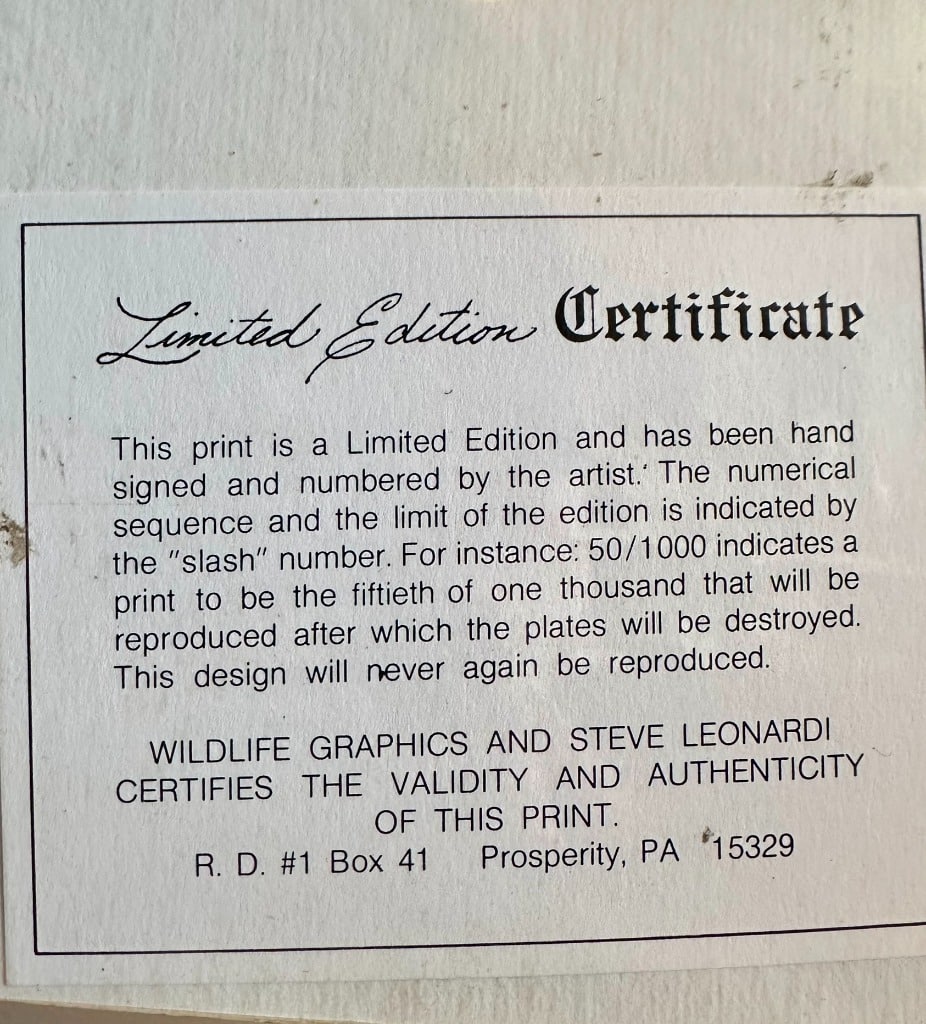 Limited Edition Certificate
This print is a Limited Edition and has been hand
signed and numbered by the artist. The numerical
sequence and the limit of the edition is indicated by
the "slash" number. For instance: 50/1000 indicates a
print to be the fiftieth of one thousand that will be
reproduced after which the plates will be destroyed.
This design will never again be reproduced.
WILDLIFE GRAPHICS AND STEVE LEONARDI
CERTIFIES THE VALIDITY AND AUTHENTICITY
OF THIS PRINT.
R. D. #1 Box 41 Prosperity, PA 15329